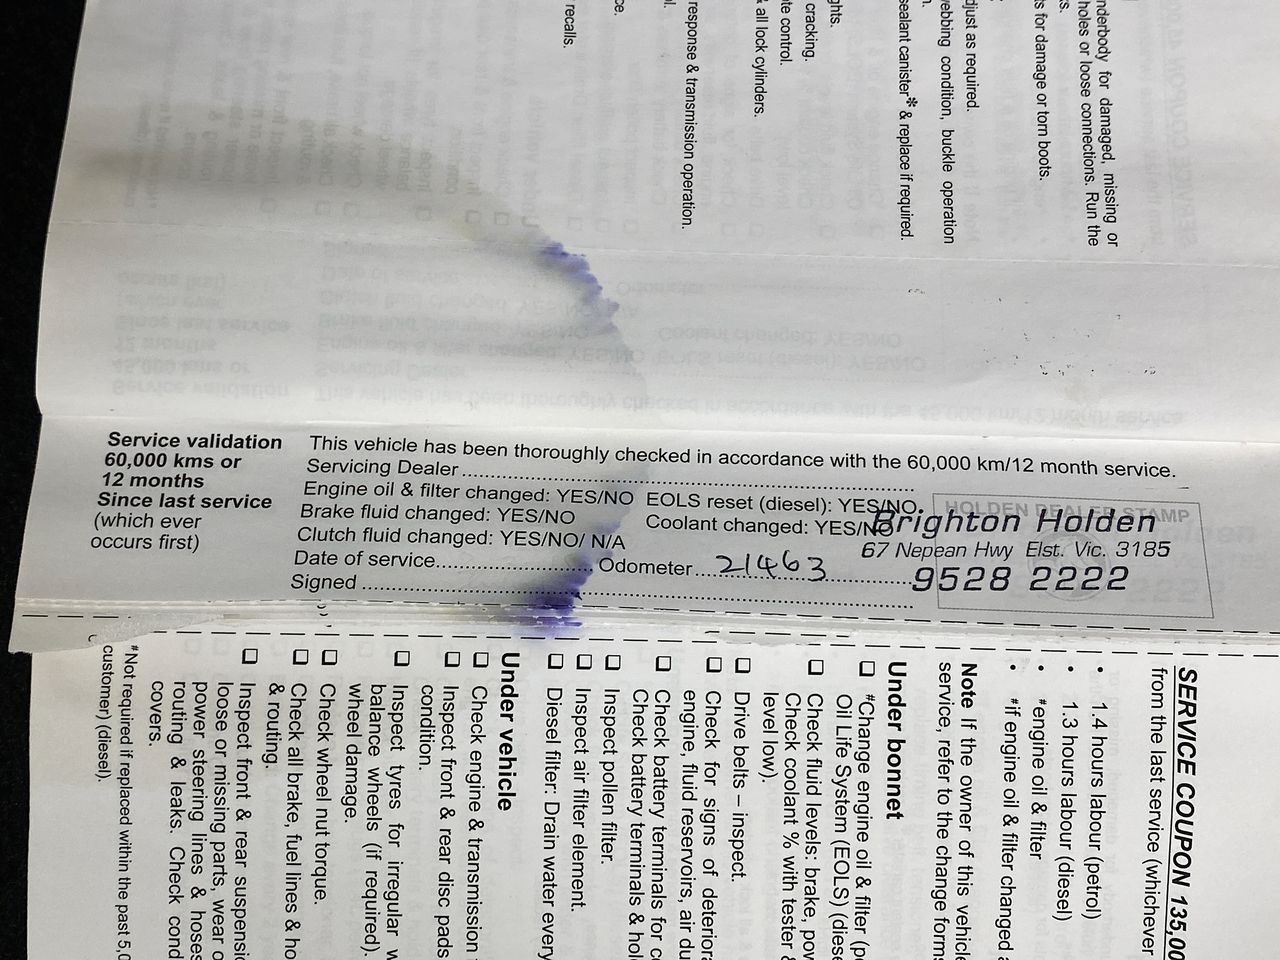 nderbody for damaged, missing or
holes or loose connections. Run the
ts for damage or torn boots.
djust as required.
ebbing condition, buckle operation
sealant canister* & replace if required.
ghts.
cracking.
te control.
all lock cylinders.
response & transmission operation.
recalls.
Service validation
60,000 kms or
12 months
Since last service
(which ever
occurs first)
This vehicle has been thoroughly checked in accordance with the 60,000 km/12 month service.
Servicing Dealer
Engine oil & filter changed: YES/NO EOLS reset (diesel): YES/NO.
Brake fluid changed: YES/NO Coolant changed: YES/NO
Clutch fluid changed: YES/NO/ N/A
Date of service Odometer 21463
Signed
HOLDEN DEALER STAMP
Brighton Holden
67 Nepean Hwy Elst. Vic. 3185
9528 2222
SERVICE COUPON 135,00
from the last service (whichever
• 1.4 hours labour (petrol)
• 1.3 hours labour (diesel)
• #engine oil & filter
• #If engine oil & filter changed
Note If the owner of this vehicle
service, refer to the change form
Under bonnet
#Change engine oil & filter (pe
Oil Life System (EOLS) (diese
Check fluid levels: brake, pow
Check coolant % with tester &
level low).
Drive belts – inspect.
Check for signs of deteriora
engine, fluid reservoirs, air du
Check battery terminals for co
Check battery terminals & hol
Inspect pollen filter.
Inspect air filter element.
Diesel filter: Drain water every
Under vehicle
Check engine & transmission
Inspect front & rear disc pads
condition.
Inspect tyres for irregular w
balance wheels (if required).
wheel damage.
Check wheel nut torque.
Check all brake, fuel lines & ho
& routing.
Inspect front & rear suspensio
loose or missing parts, wear o
power steering lines & hoses
routing & leaks. Check cond
covers.
#Not required if replaced within the past 5,0
customer) (diesel).